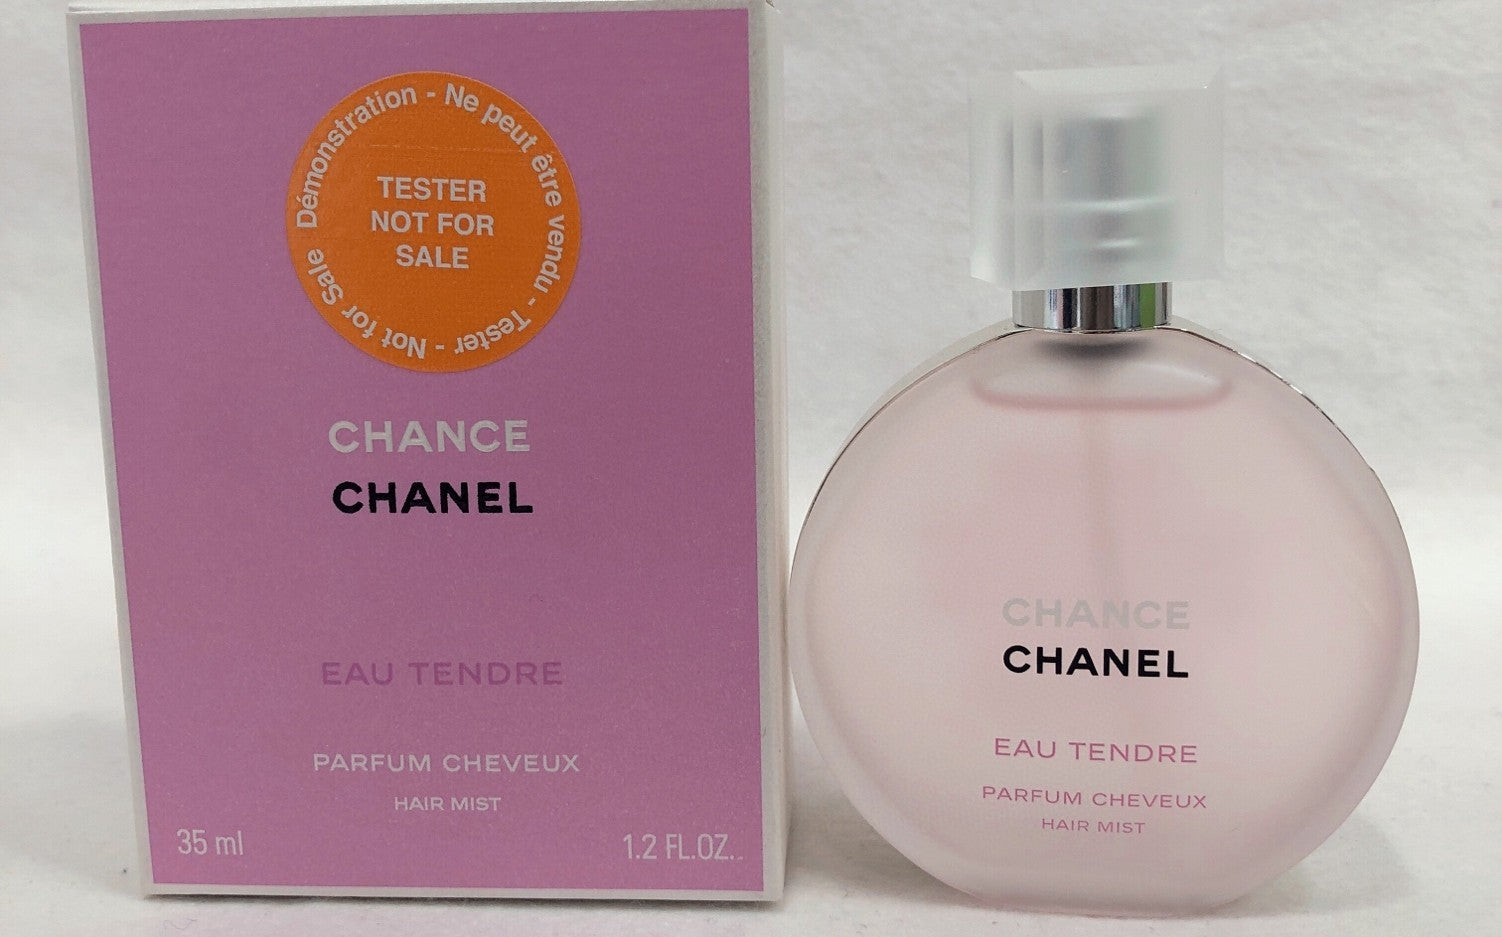 Démonstration - Ne peut être vendu - Tester - Not for Sale
TESTER
NOT FOR
SALE
CHANCE
CHANEL
EAU TENDRE
PARFUM CHEVEUX
HAIR MIST
35 ml
1.2 FL.OZ.
CHANCE
CHANEL
EAU TENDRE
PARFUM CHEVEUX
HAIR MIST